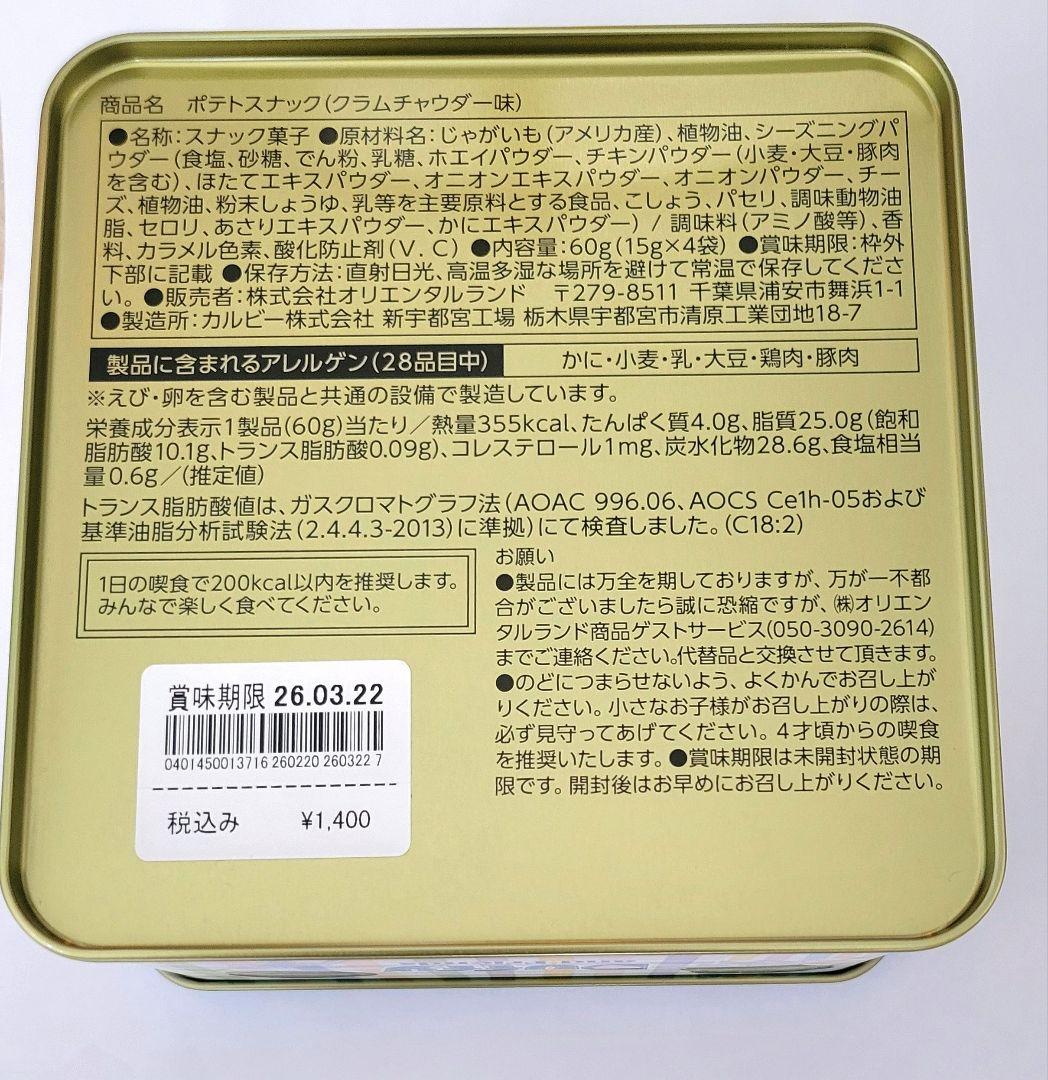 商品名　ポテトスナック（クラムチャウダー味）
●名称：スナック菓子 ●原材料名：じゃがいも（アメリカ産）、植物油、シーズニングパ
ウダー（食塩、砂糖、でん粉、乳糖、ホエイパウダー、チキンパウダー（小麦・大豆・豚肉
を含む）、ほたてエキスパウダー、オニオンエキスパウダー、オニオンパウダー、チー
ズ、植物油、粉末しょうゆ、乳等を主要原料とする食品、こしょう、パセリ、調味動物油
脂、セロリ、あさりエキスパウダー、かにエキスパウダー）/ 調味料（アミノ酸等）、香
料、カラメル色素、酸化防止剤（V．C） ●内容量：60g（15g×4袋） ●賞味期限：枠外
下部に記載 ●保存方法：直射日光、高温多湿な場所を避けて常温で保存してくださ
い。●販売者：株式会社オリエンタルランド　〒279-8511 千葉県浦安市舞浜1-1
●製造所：カルビー株式会社 新宇都宮工場 栃木県宇都宮市清原工業団地18-7
製品に含まれるアレルゲン（28品目中）　かに・小麦・乳・大豆・鶏肉・豚肉
※えび・卵を含む製品と共通の設備で製造しています。
栄養成分表示1製品（60g）当たり／熱量355kcal、たんぱく質4.0g、脂質25.0g（飽和
脂肪酸10.1g、トランス脂肪酸0.09g）、コレステロール1mg、炭水化物28.6g、食塩相当
量0.6g／（推定値）
トランス脂肪酸値は、ガスクロマトグラフ法（AOAC 996.06、AOCS Ce1h-05および
基準油脂分析試験法（2.4.4.3-2013）に準拠）にて検査しました。（C18:2）
1日の喫食で200kcal以内を推奨します。
みんなで楽しく食べてください。
お願い
●製品には万全を期しておりますが、万が一不都
合がございましたら誠に恐縮ですが、㈱オリエン
タルランド商品ゲストサービス（050-3090-2614）
までご連絡ください。代替品と交換させて頂きます。
●のどにつまらせないよう、よくかんでお召し上が
りください。小さなお子様がお召し上がりの際は、
必ず見守ってあげてください。4才頃からの喫食
を推奨いたします。●賞味期限は未開封状態の期
限です。開封後はお早めにお召し上がりください。
賞味期限 26.03.22
0401450013716 260220 260322 7
税込み　¥1,400